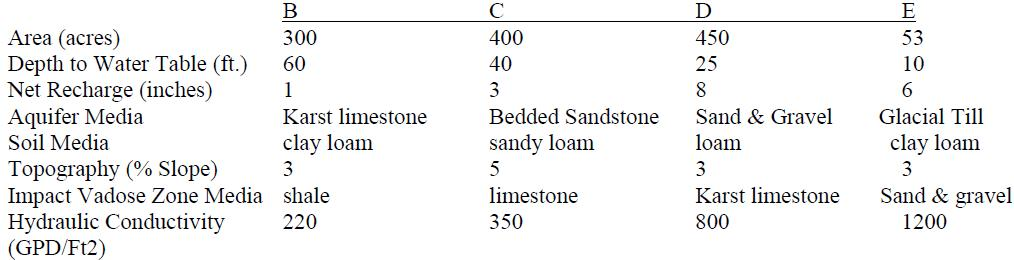 B C D E
Area (acres) 300 400 450 53
Depth to Water Table (ft.) 60 40 25 10
Net Recharge (inches) 1 3 8 6
Aquifer Media Karst limestone Bedded Sandstone Sand & Gravel Glacial Till
Soil Media clay loam sandy loam loam clay loam
Topography (% Slope) 3 5 3 3
Impact Vadose Zone Media shale limestone Karst limestone Sand & gravel
Hydraulic Conductivity 220 350 800 1200
(GPD/Ft2)